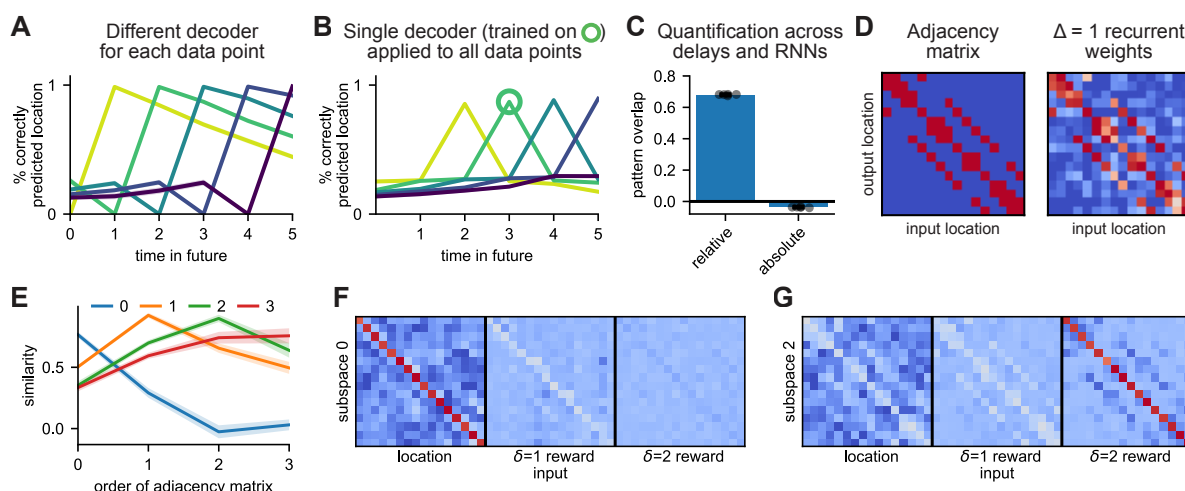 A
Different decoder
for each data point
% correctly
predicted location
1
0
0 1 2 3 4 5
time in future
B
Single decoder (trained on )
applied to all data points
% correctly
predicted location
1
0
1 2 3 4 5
time in future
C
Quantification across
delays and RNNs
pattern overlap
0.8
0.6
0.4
0.2
0.0
relative
absolute
D
Adjacency
matrix
Δ = 1 recurrent
weights
output location
input location
input location
E
0 1 2 3
similarity
0.5
0.0
0 1 2 3
order of adjacency matrix
F
subspace 0
location
δ=1 reward
δ=2 reward
input
G
subspace 2
location
δ=1 reward
δ=2 reward
input